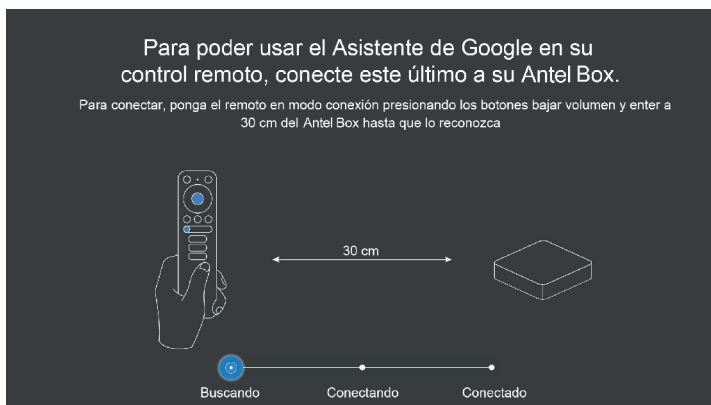 Para poder usar el Asistente de Google en su
control remoto, conecte este último a su Antel Box.
Para conectar, ponga el remoto en modo conexión presionando los botones bajar volumen y enter a
30 cm del Antel Box hasta que lo reconozca
30 cm
Buscando
Conectando
Conectado